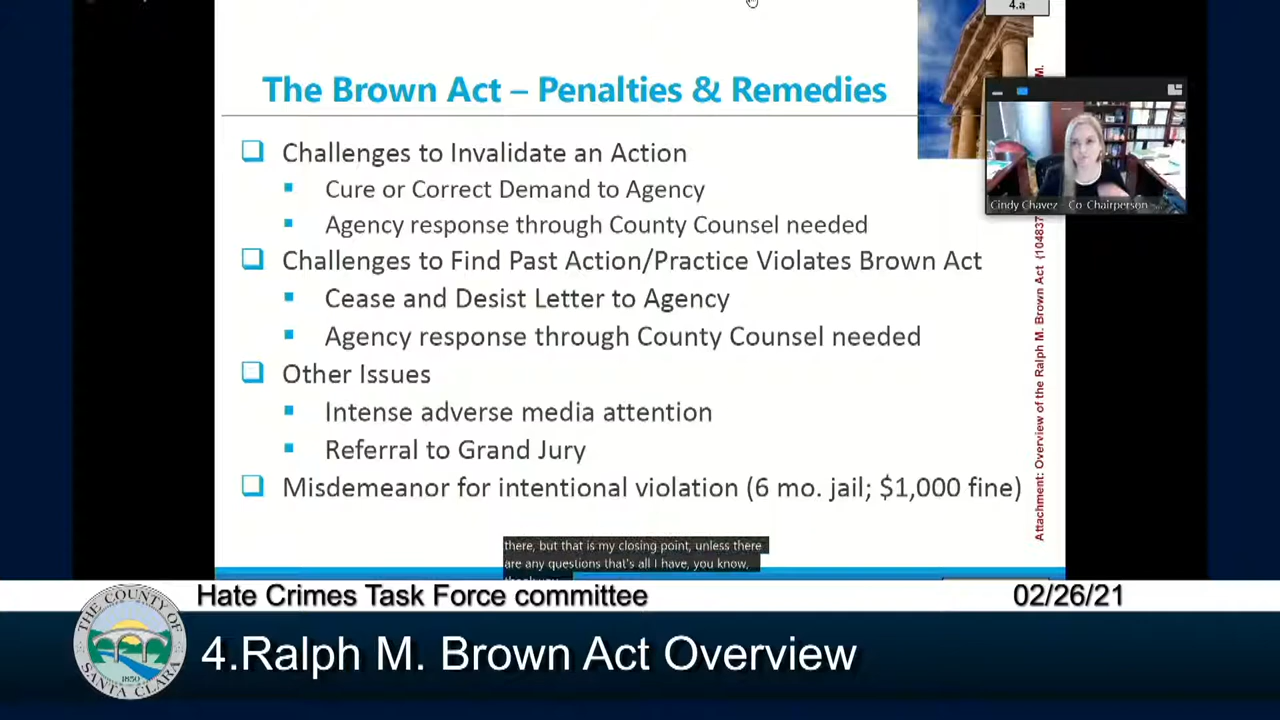 4.a
The Brown Act – Penalties & Remedies
Challenges to Invalidate an Action
Cure or Correct Demand to Agency
Agency response through County Counsel needed
Challenges to Find Past Action/Practice Violates Brown Act
Cease and Desist Letter to Agency
Agency response through County Counsel needed
Other Issues
Intense adverse media attention
Referral to Grand Jury
Misdemeanor for intentional violation (6 mo. jail; $1,000 fine)
Cindy Chavez - Co Chairperson
Attachment: Overview of the Ralph M. Brown Act (104837
M.
there, but that is my closing point, unless there
are any questions that's all I have, you know,
Hate Crimes Task Force committee
02/26/21
THE COUNTY OF
SANTA CLARA
1850
4.Ralph M. Brown Act Overview